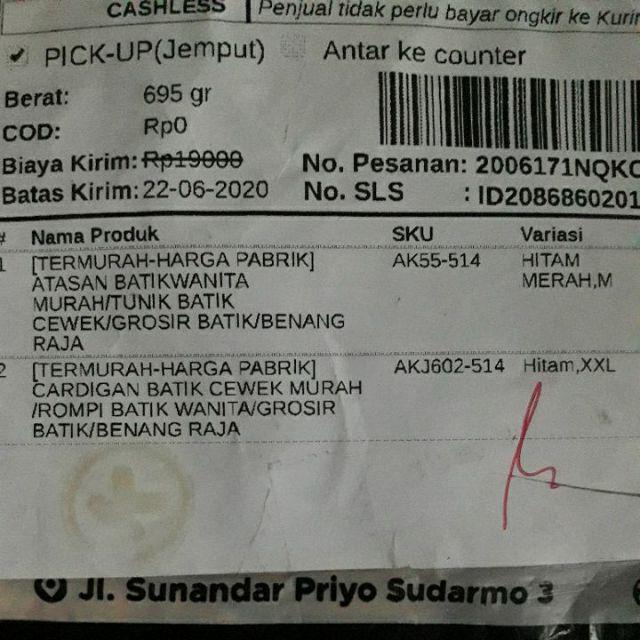 CASHLESS Penjual tidak perlu bayar ongkir ke Kurir
PICK-UP(Jemput) Antar ke counter
Berat: 695 gr
COD: Rp0
Biaya Kirim: Rp19000 No. Pesanan: 2006171NQKC
Batas Kirim: 22-06-2020 No. SLS : ID2086860201
# Nama Produk SKU Variasi
1 [TERMURAH-HARGA PABRIK] AK55-514 HITAM
ATASAN BATIKWANITA MERAH,M
MURAH/TUNIK BATIK
CEWEK/GROSIR BATIK/BENANG
RAJA
2 [TERMURAH-HARGA PABRIK] AKJ602-514 Hitam,XXL
CARDIGAN BATIK CEWEK MURAH
/ROMPI BATIK WANITA/GROSIR
BATIK/BENANG RAJA
Jl. Sunandar Priyo Sudarmo 3